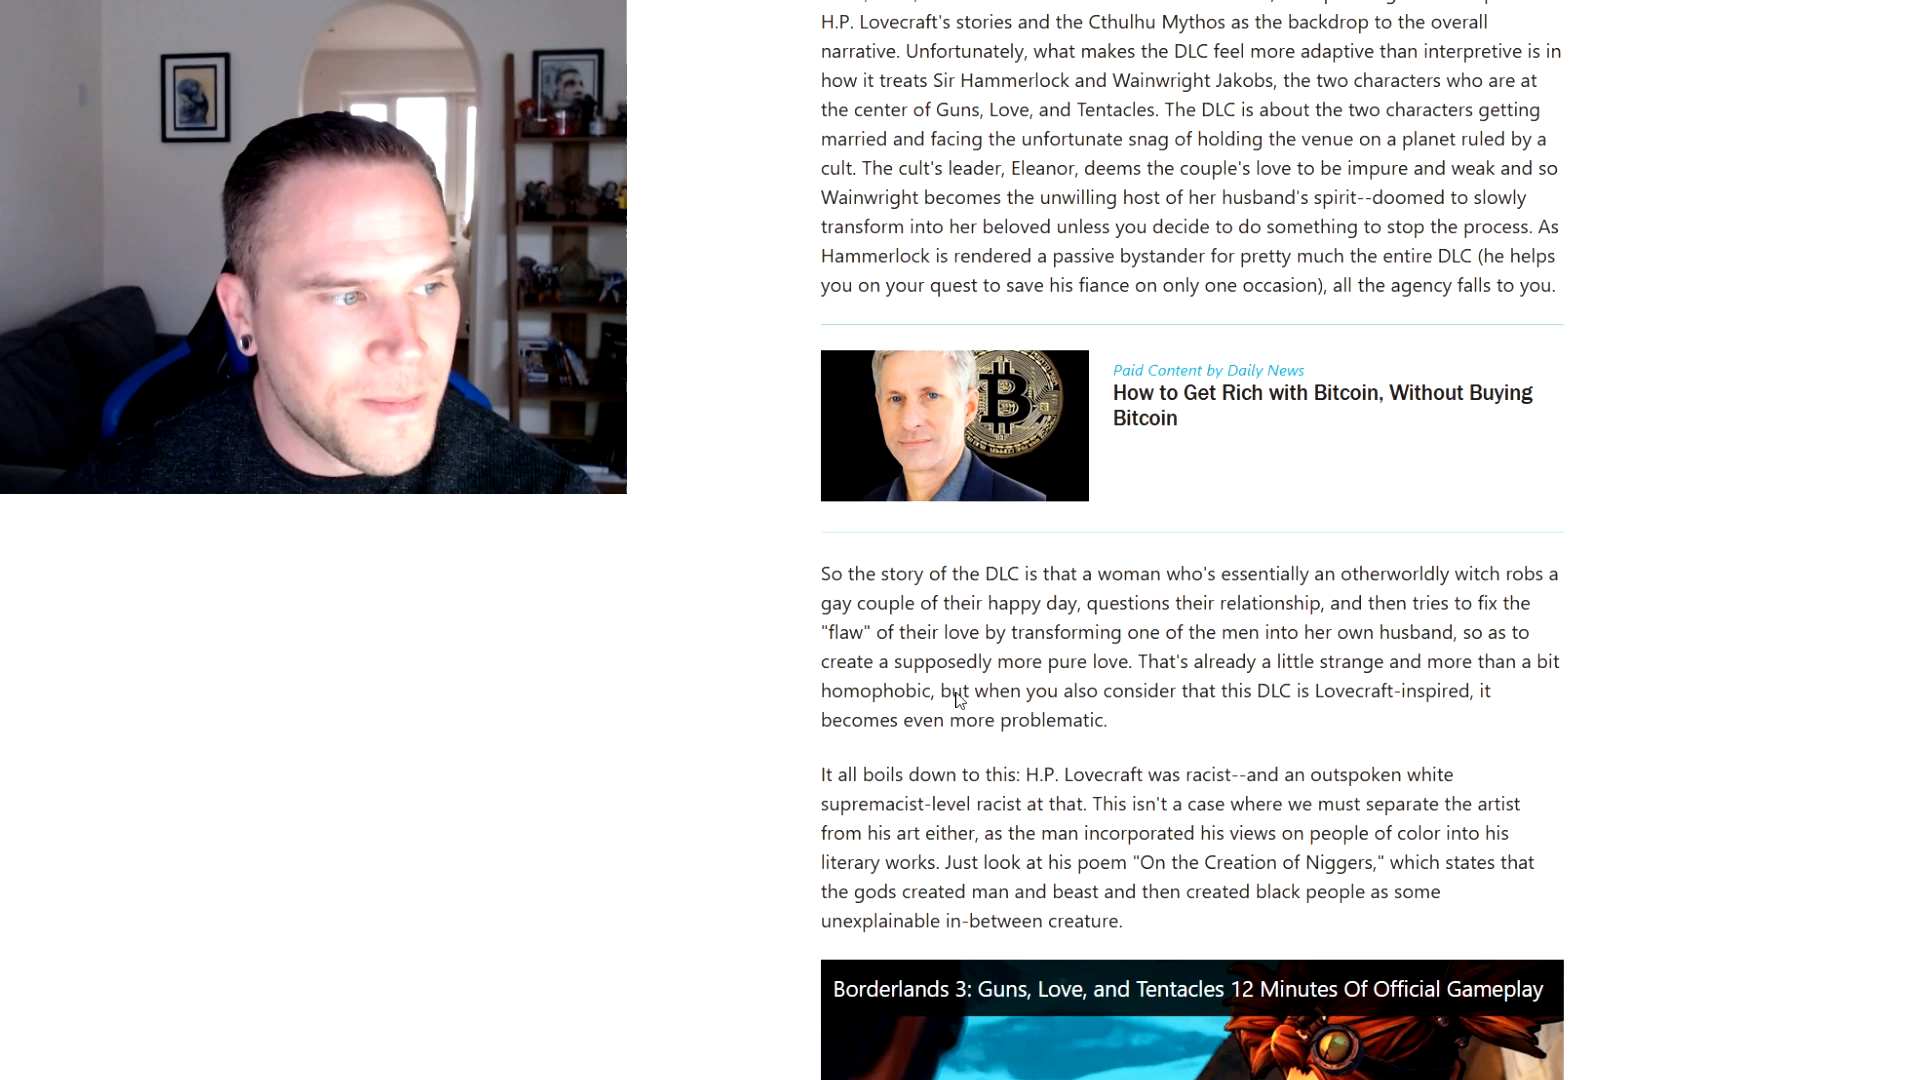 H.P. Lovecraft's stories and the Cthulhu Mythos as the backdrop to the overall
narrative. Unfortunately, what makes the DLC feel more adaptive than interpretive is in
how it treats Sir Hammerlock and Wainwright Jakobs, the two characters who are at
the center of Guns, Love, and Tentacles. The DLC is about the two characters getting
married and facing the unfortunate snag of holding the venue on a planet ruled by a
cult. The cult's leader, Eleanor, deems the couple's love to be impure and weak and so
Wainwright becomes the unwilling host of her husband's spirit--doomed to slowly
transform into her beloved unless you decide to do something to stop the process. As
Hammerlock is rendered a passive bystander for pretty much the entire DLC (he helps
you on your quest to save his fiance on only one occasion), all the agency falls to you.
Paid Content by Daily News
How to Get Rich with Bitcoin, Without Buying
Bitcoin
So the story of the DLC is that a woman who's essentially an otherworldly witch robs a
gay couple of their happy day, questions their relationship, and then tries to fix the
"flaw" of their love by transforming one of the men into her own husband, so as to
create a supposedly more pure love. That's already a little strange and more than a bit
homophobic, but when you also consider that this DLC is Lovecraft-inspired, it
becomes even more problematic.
It all boils down to this: H.P. Lovecraft was racist--and an outspoken white
supremacist-level racist at that. This isn't a case where we must separate the artist
from his art either, as the man incorporated his views on people of color into his
literary works. Just look at his poem "On the Creation of Niggers," which states that
the gods created man and beast and then created black people as some
unexplainable in-between creature.
Borderlands 3: Guns, Love, and Tentacles 12 Minutes Of Official Gameplay